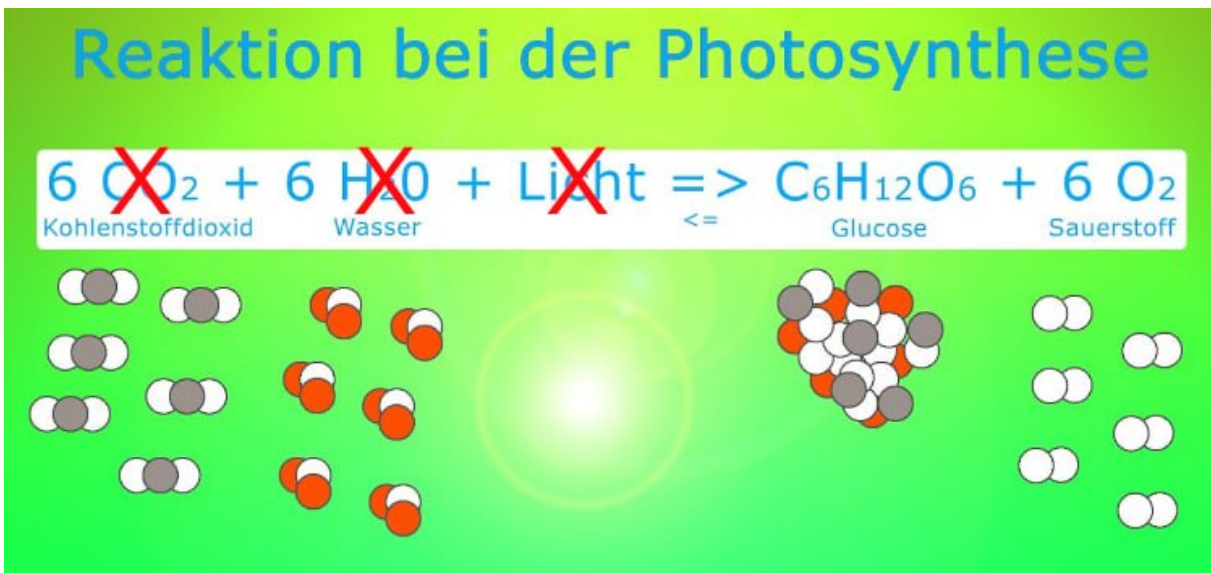 Reaktion bei der Photosynthese
6 CO₂ + 6 H₂0 + Licht => C₆H₁₂O₆ + 6 O₂
Kohlenstoffdioxid Wasser <= Glucose Sauerstoff